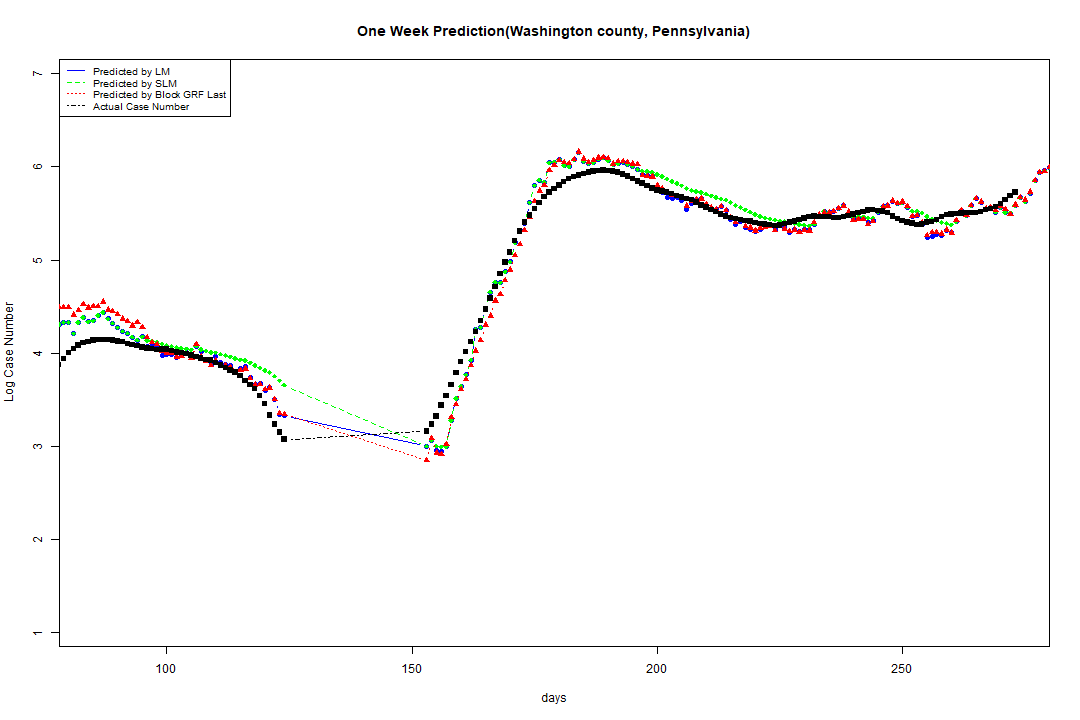 One Week Prediction(Washington county, Pennsylvania)
Predicted by LM
Predicted by SLM
Predicted by Block GRF Last
Actual Case Number
7
6
5
4
3
2
1
Log Case Number
100 150 200 250
days